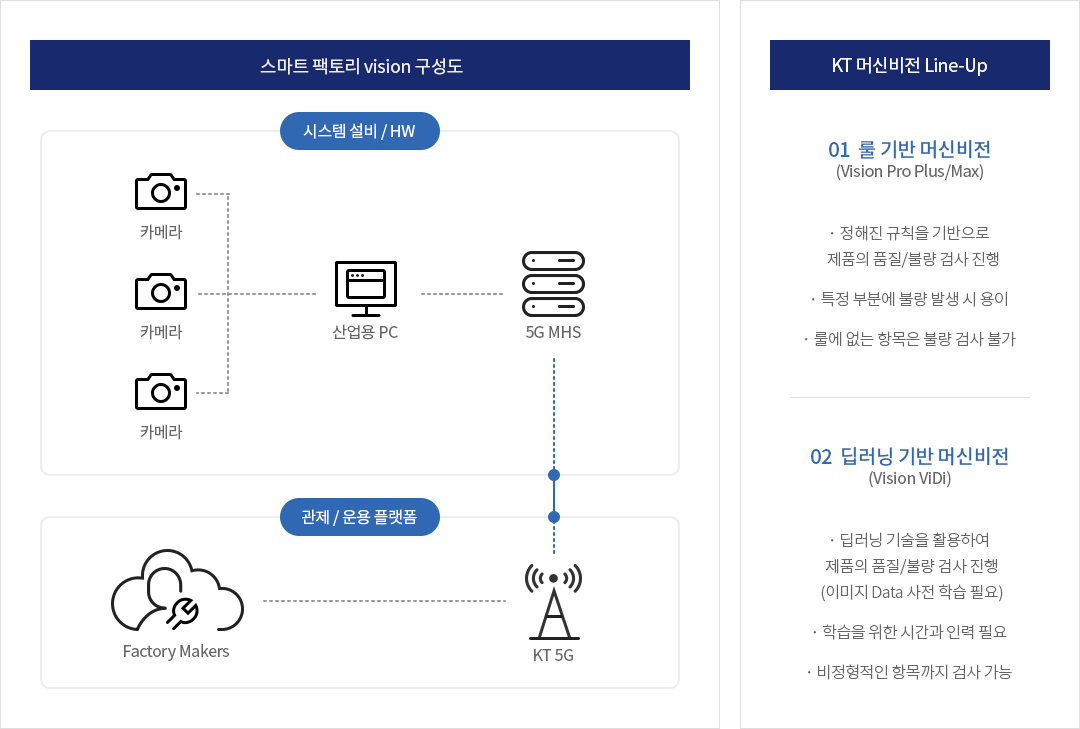 스마트 팩토리 vision 구성도
시스템 설비 / HW
카메라
카메라
카메라
산업용 PC
5G MHS
관제 / 운용 플랫폼
Factory Makers
KT 5G
KT 머신비전 Line-Up
01 룰 기반 머신비전
(Vision Pro Plus/Max)
· 정해진 규칙을 기반으로
제품의 품질/불량 검사 진행
· 특정 부분에 불량 발생 시 용이
· 룰에 없는 항목은 불량 검사 불가
02 딥러닝 기반 머신비전
(Vision ViDi)
· 딥러닝 기술을 활용하여
제품의 품질/불량 검사 진행
(이미지 Data 사전 학습 필요)
· 학습을 위한 시간과 인력 필요
· 비정형적인 항목까지 검사 가능